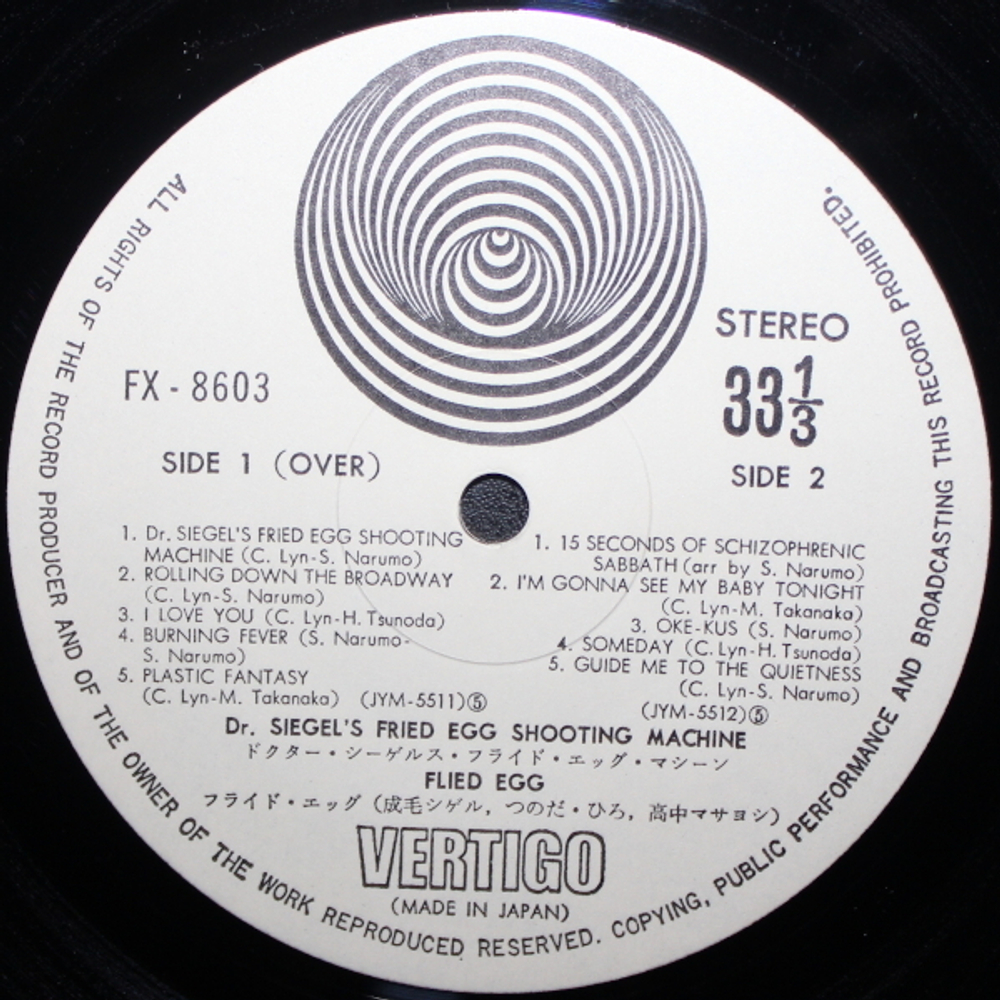 ALL RIGHTS OF THE RECORD PRODUCER AND OF THE OWNER OF THE WORK REPRODUCED RESERVED. COPYING, PUBLIC PERFORMANCE AND BROADCASTING THIS RECORD PROHIBITED.
STEREO
33 1/3
FX-8603
SIDE 1 (OVER)
SIDE 2
1. Dr. SIEGEL'S FRIED EGG SHOOTING
MACHINE (C. Lyn-S. Narumo)
2. ROLLING DOWN THE BROADWAY
(C. Lyn-S. Narumo)
3. I LOVE YOU (C. Lyn-H. Tsunoda)
4. BURNING FEVER (S. Narumo-
S. Narumo)
5. PLASTIC FANTASY
(C. Lyn-M. Takanaka) (JYM-5511)⑤
1. 15 SECONDS OF SCHIZOPHRENIC
SABBATH (arr by S. Narumo)
2. I'M GONNA SEE MY BABY TONIGHT
(C. Lyn-M. Takanaka)
3. OKE-KUS (S. Narumo)
4. SOMEDAY (C. Lyn-H. Tsunoda)
5. GUIDE ME TO THE QUIETNESS
(C. Lyn-S. Narumo)
(JYM-5512)⑤
Dr. SIEGEL'S FRIED EGG SHOOTING MACHINE
ドクター・シーゲルス・フライド・エッグ・マシーン
FLIED EGG
フライド・エッグ (成毛シゲル, つのだ・ひろ, 高中マサヨシ)
VERTIGO
(MADE IN JAPAN)